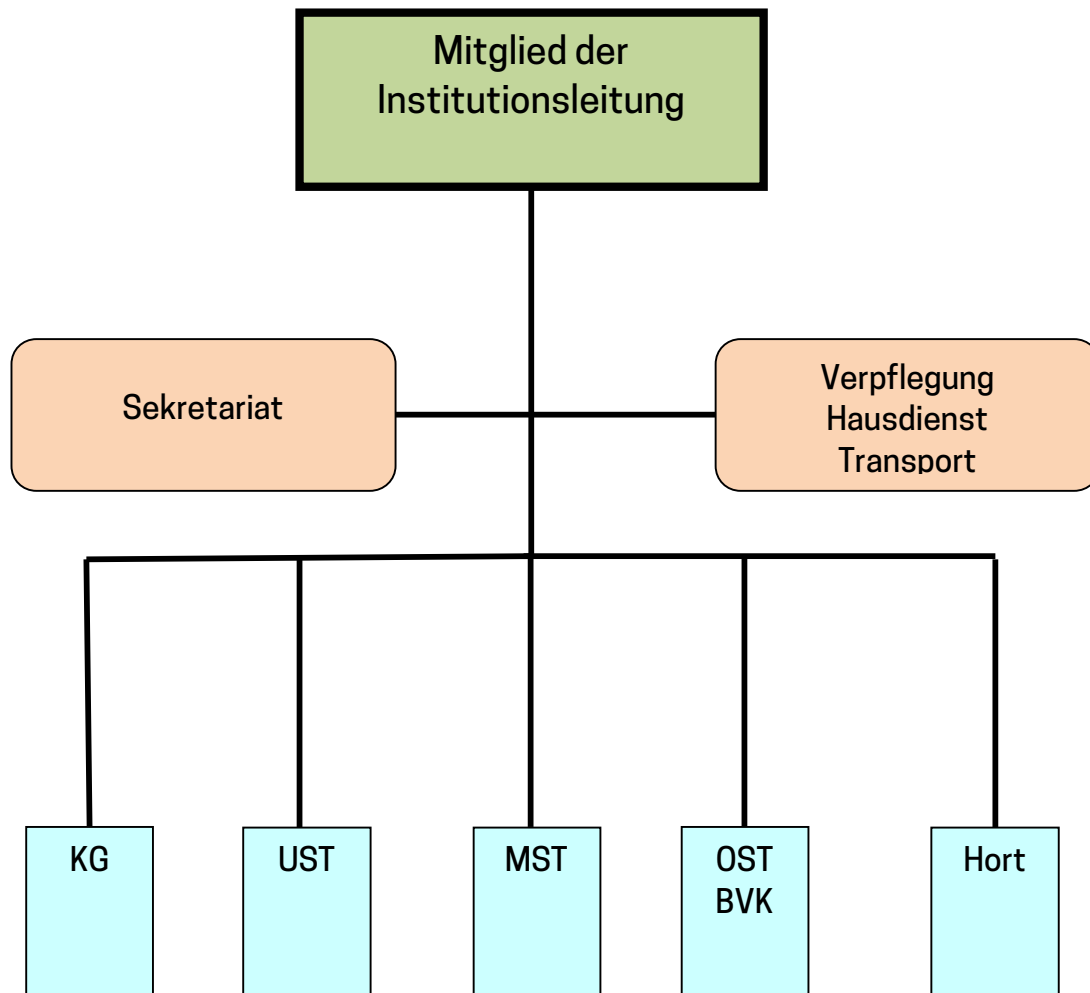 Mitglied der
Institutionsleitung
Sekretariat
Verpflegung
Hausdienst
Transport
KG
UST
MST
OST
BVK
Hort